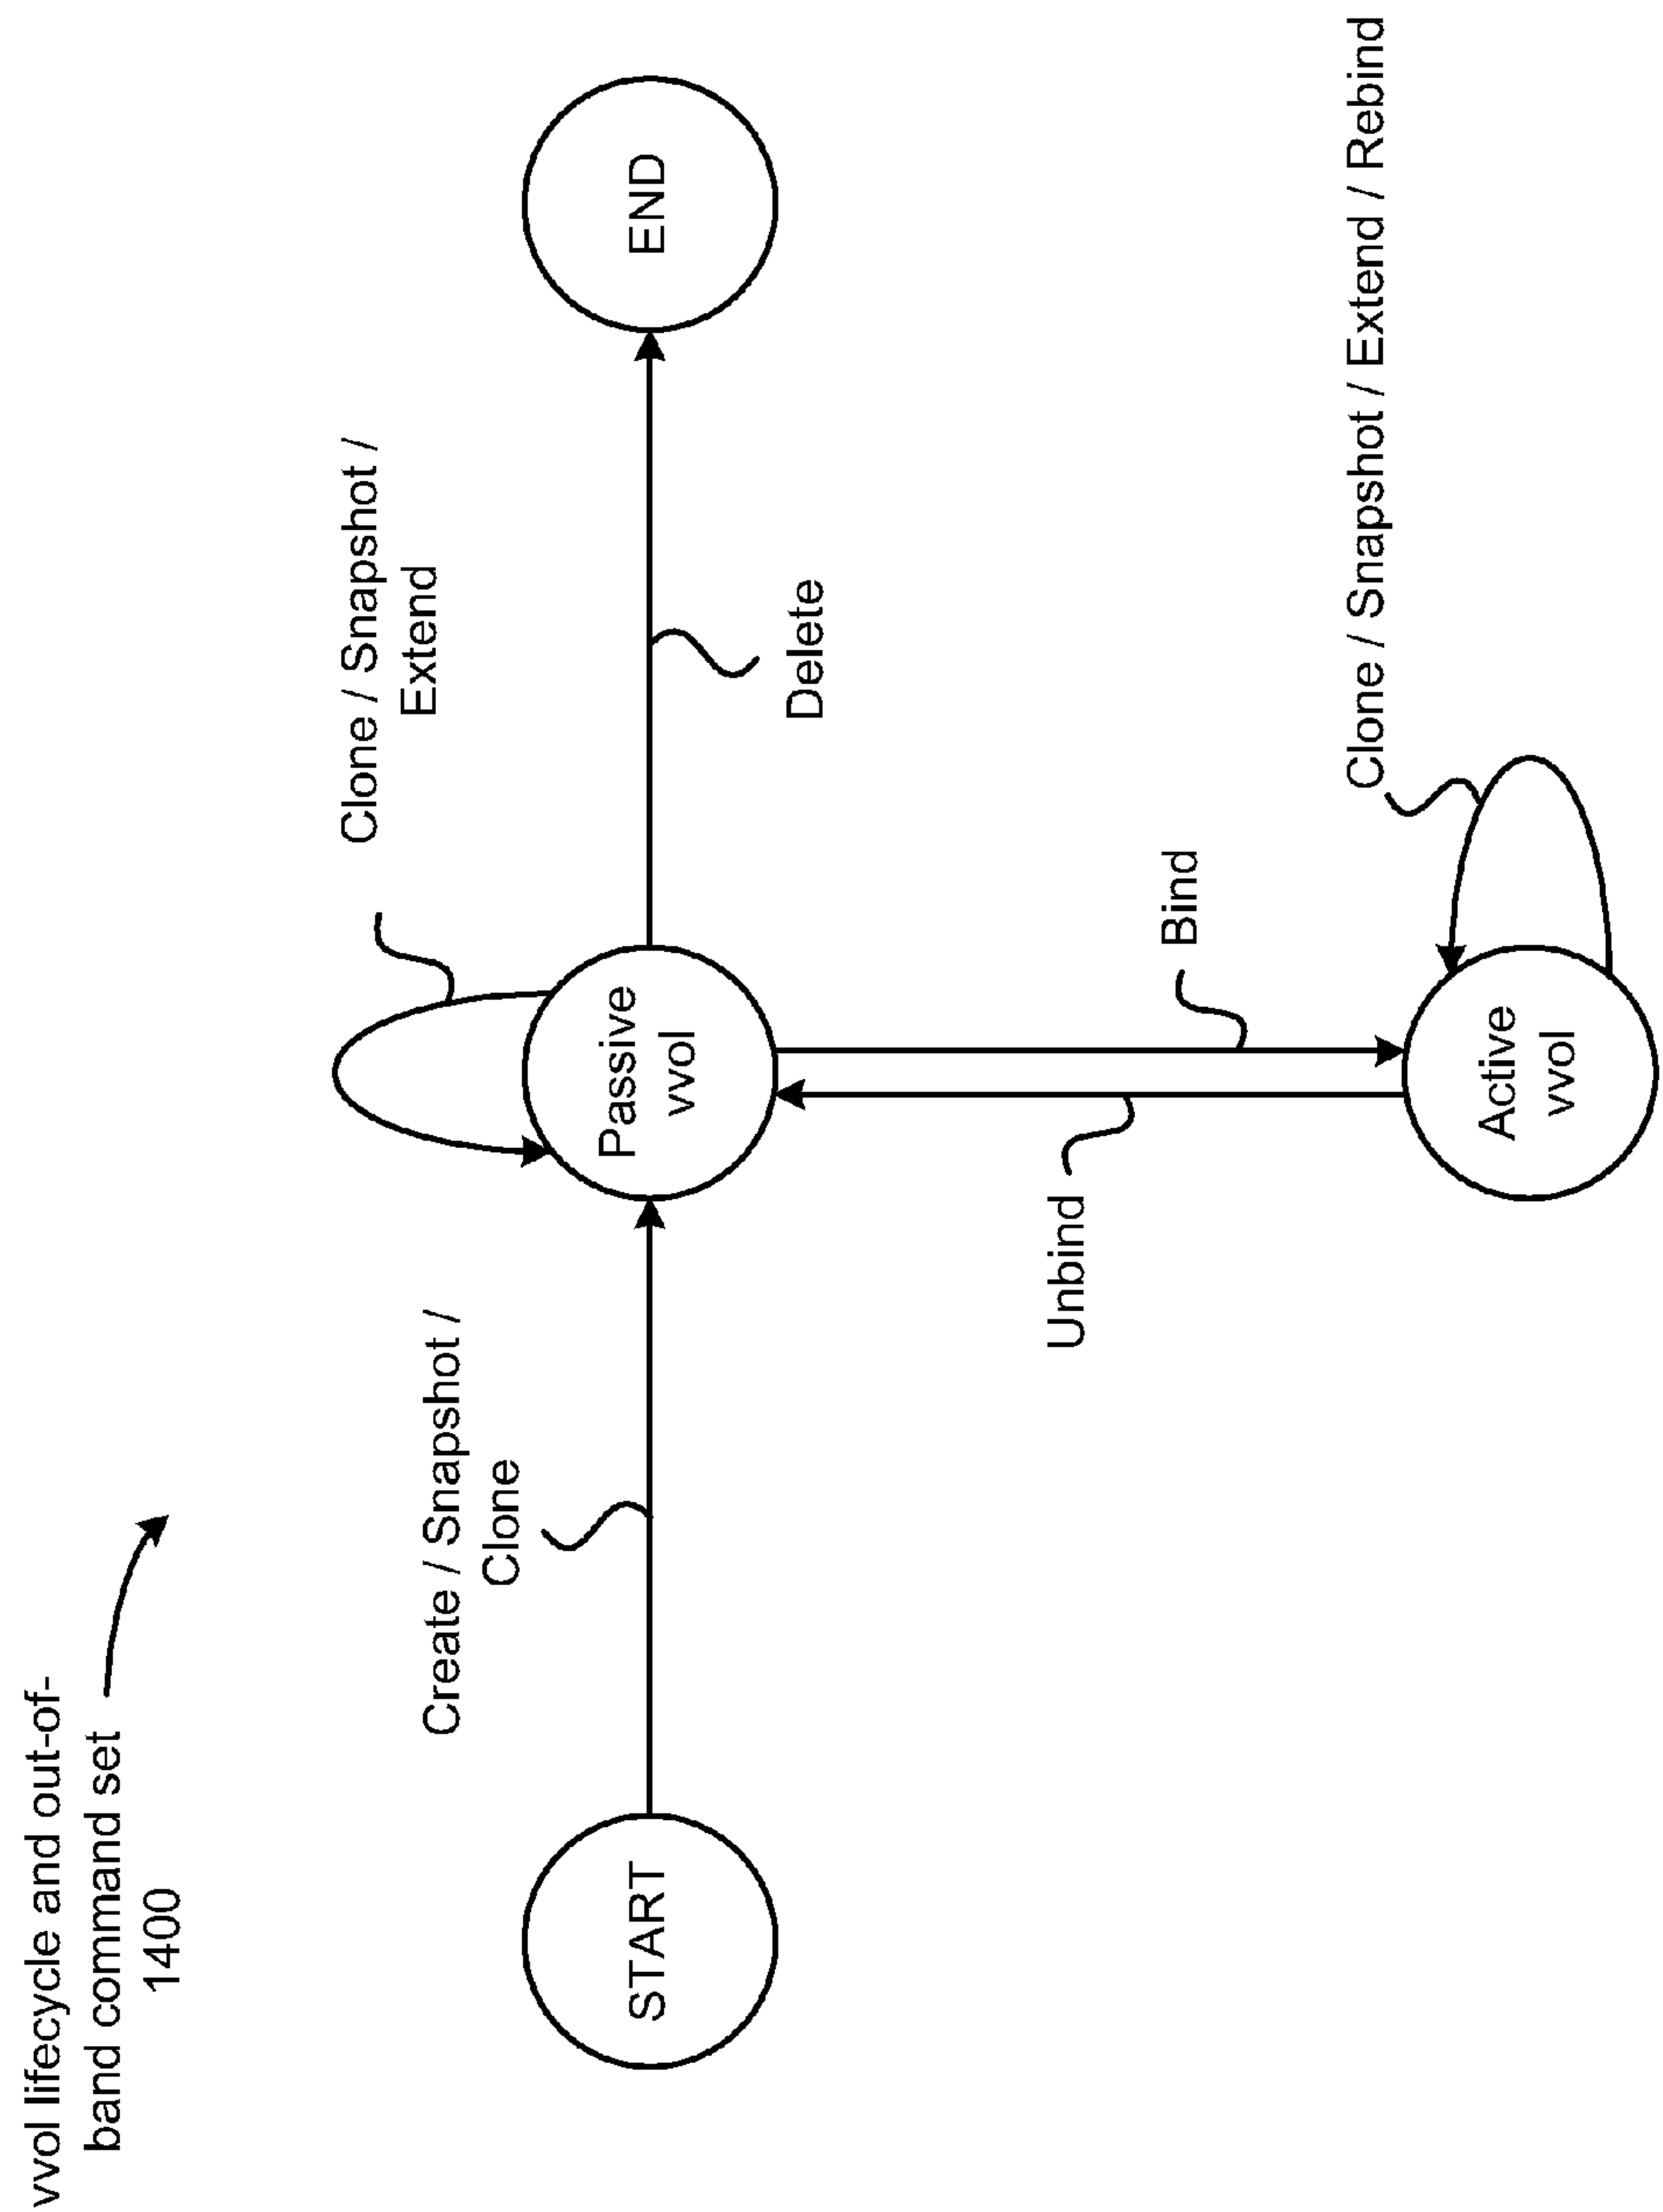 vvol lifecycle and out-of-
band command set
1400
Clone / Snapshot /
Extend
Create / Snapshot /
Clone
START
Passive
vvol
END
Delete
Unbind
Bind
Active
vvol
Clone / Snapshot / Extend / Rebind